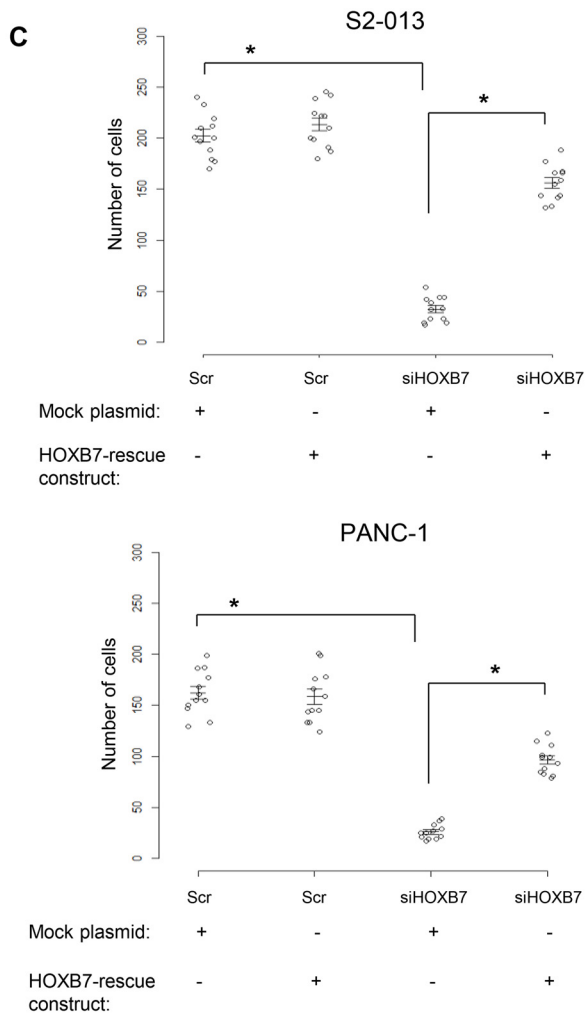 C
S2-013
*
*
Number of cells
300
250
200
150
100
50
0
Scr Scr siHOXB7 siHOXB7
Mock plasmid: + - + -
HOXB7-rescue - + - +
construct:
PANC-1
*
*
Number of cells
300
250
200
150
100
50
0
Scr Scr siHOXB7 siHOXB7
Mock plasmid: + - + -
HOXB7-rescue - + - +
construct: